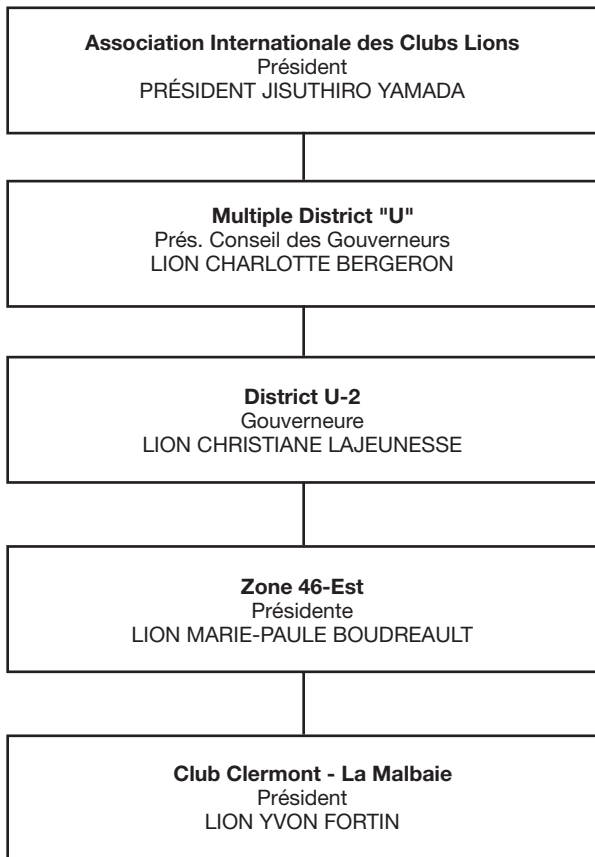 Association Internationale des Clubs Lions
Président
PRÉSIDENT JISUTHIRO YAMADA
Multiple District "U"
Prés. Conseil des Gouverneurs
LION CHARLOTTE BERGERON
District U-2
Gouverneure
LION CHRISTIANE LAJEUNESSE
Zone 46-Est
Présidente
LION MARIE-PAULE BOUDREAULT
Club Clermont - La Malbaie
Président
LION YVON FORTIN